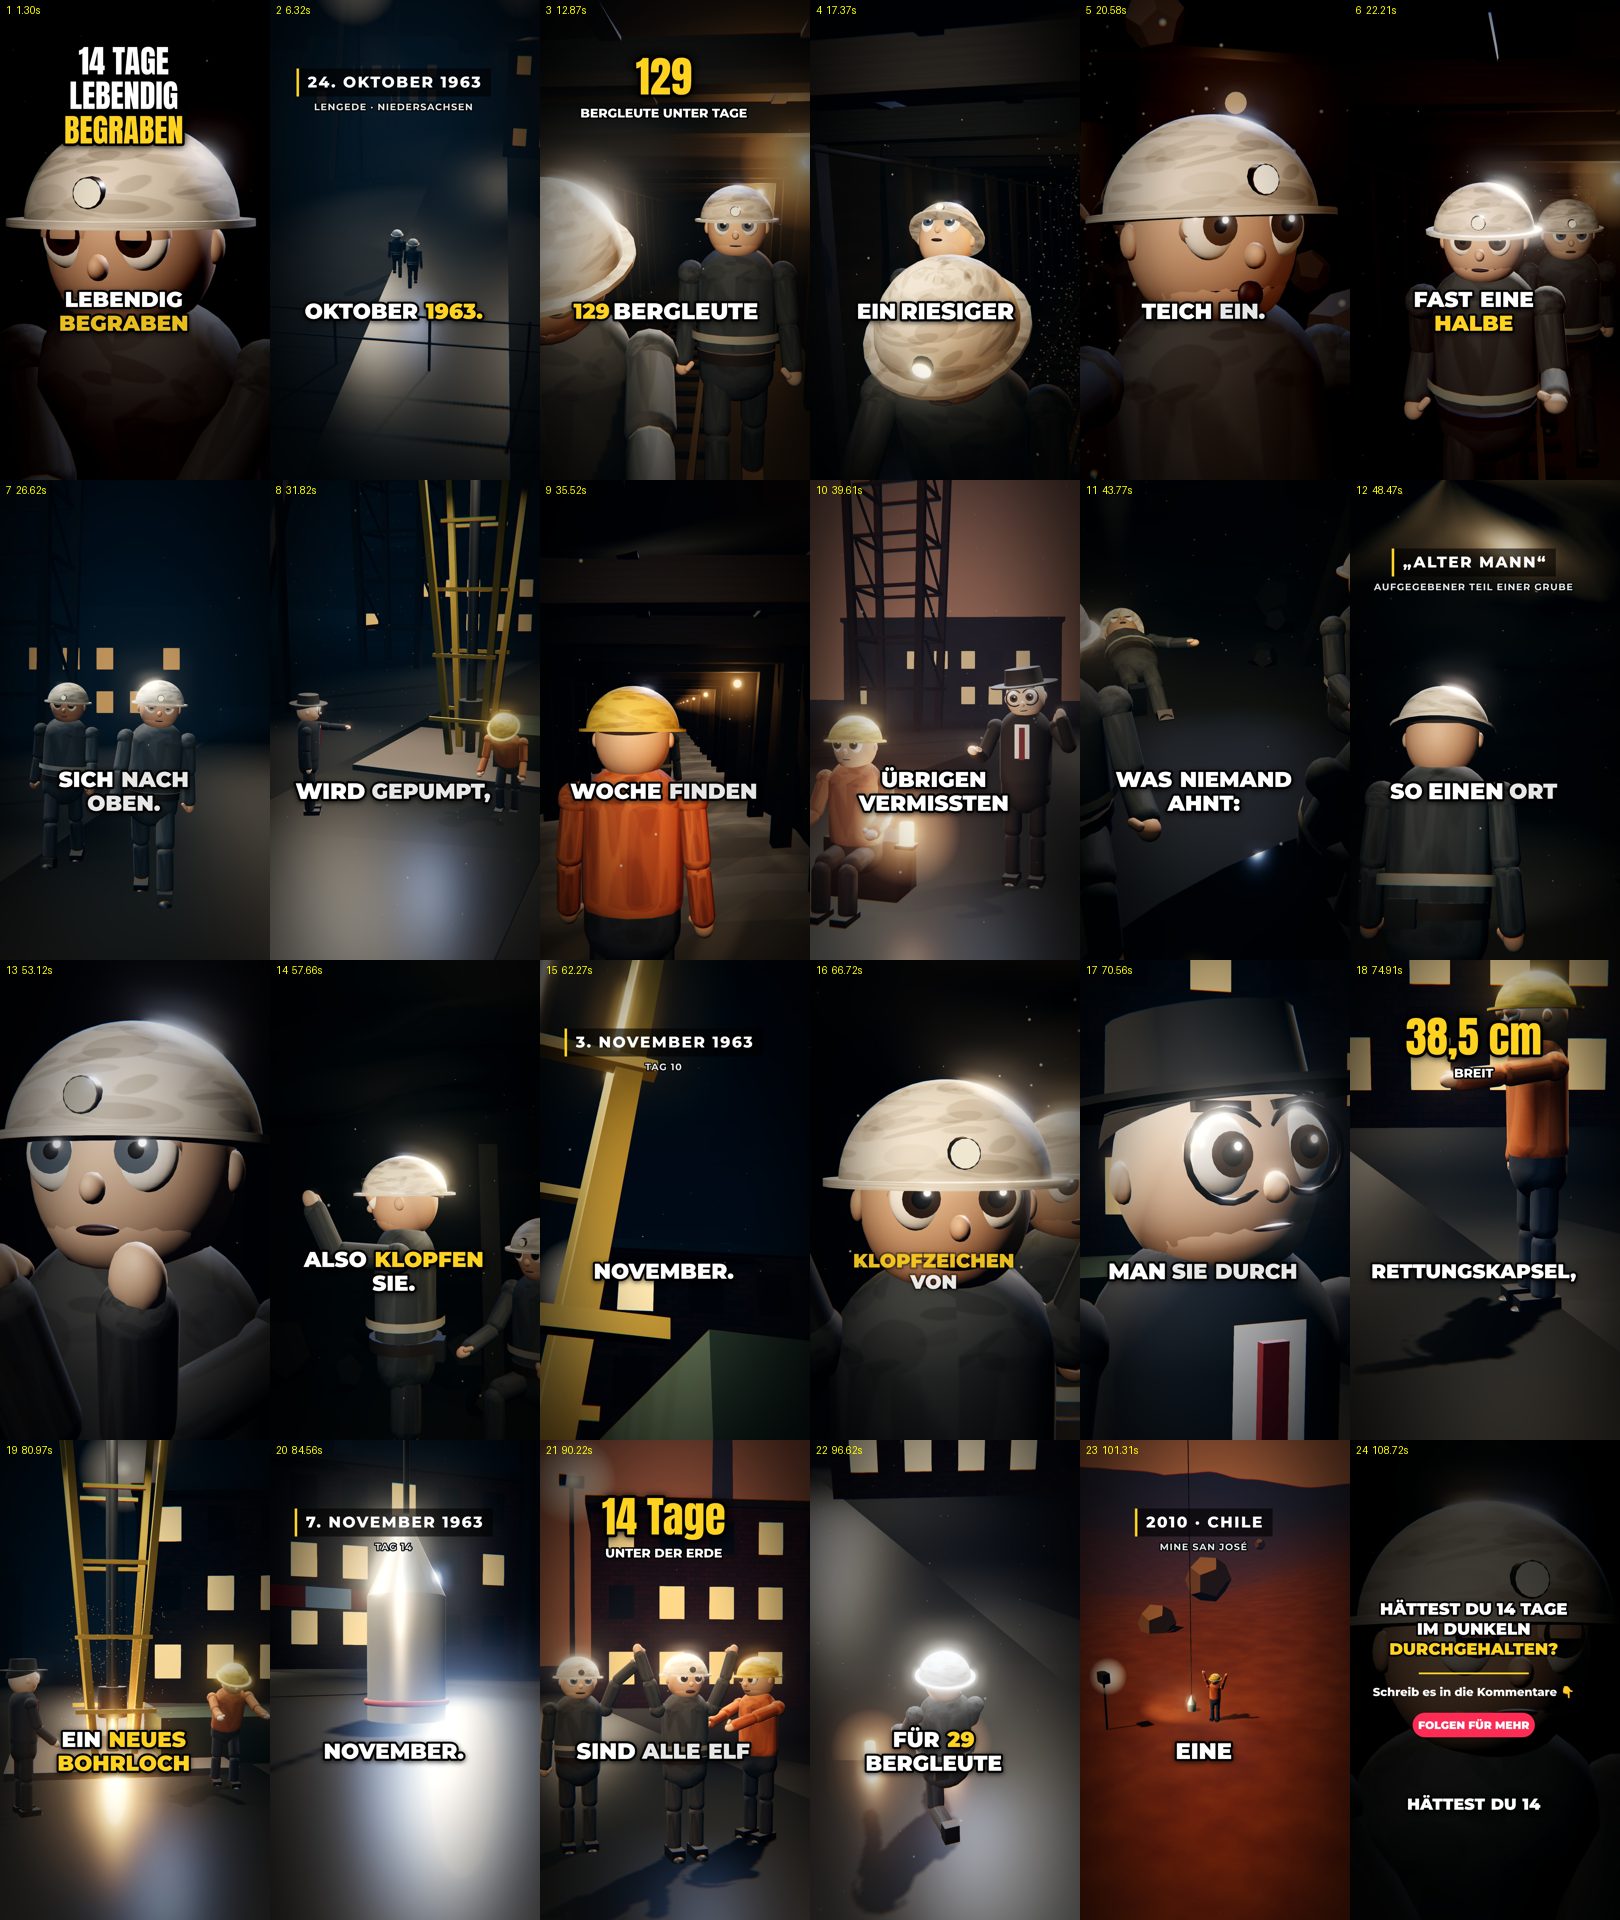 1 1.30s
14 TAGE
LEBENDIG
BEGRABEN
LEBENDIG
BEGRABEN
2 6.32s
24. OKTOBER 1963
LENGEDE · NIEDERSACHSEN
OKTOBER 1963.
3 12.87s
129
BERGLEUTE UNTER TAGE
129 BERGLEUTE
4 17.37s
EIN RIESIGER
5 20.58s
TEICH EIN.
6 22.21s
FAST EINE
HALBE
7 26.62s
SICH NACH
OBEN.
8 31.82s
WIRD GEPUMPT,
9 35.52s
WOCHE FINDEN
10 39.61s
ÜBRIGEN
VERMISSTEN
11 43.77s
WAS NIEMAND
AHNT:
12 48.47s
„ALTER MANN“
AUFGEGEBENER TEIL EINER GRUBE
SO EINEN ORT
13 53.12s
14 57.66s
ALSO KLOPFEN
SIE.
15 62.27s
3. NOVEMBER 1963
TAG 10
NOVEMBER.
16 66.72s
KLOPFZEICHEN
VON
17 70.56s
MAN SIE DURCH
18 74.91s
38,5 cm
BREIT
RETTUNGSKAPSEL,
19 80.97s
EIN NEUES
BOHRLOCH
20 84.56s
7. NOVEMBER 1963
TAG 14
NOVEMBER.
21 90.22s
14 Tage
UNTER DER ERDE
SIND ALLE ELF
22 96.62s
FÜR 29
BERGLEUTE
23 101.31s
2010 · CHILE
MINE SAN JOSÉ
EINE
24 108.72s
HÄTTEST DU 14 TAGE
IM DUNKELN
DURCHGEHALTEN?
Schreib es in die Kommentare 👇
FOLGEN FÜR MEHR
HÄTTEST DU 14